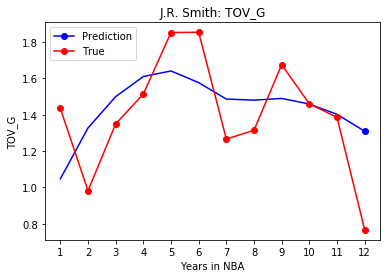 J.R. Smith: TOV_G
Prediction
True
TOV_G
1.8
1.6
1.4
1.2
1.0
0.8
1 2 3 4 5 6 7 8 9 10 11 12
Years in NBA